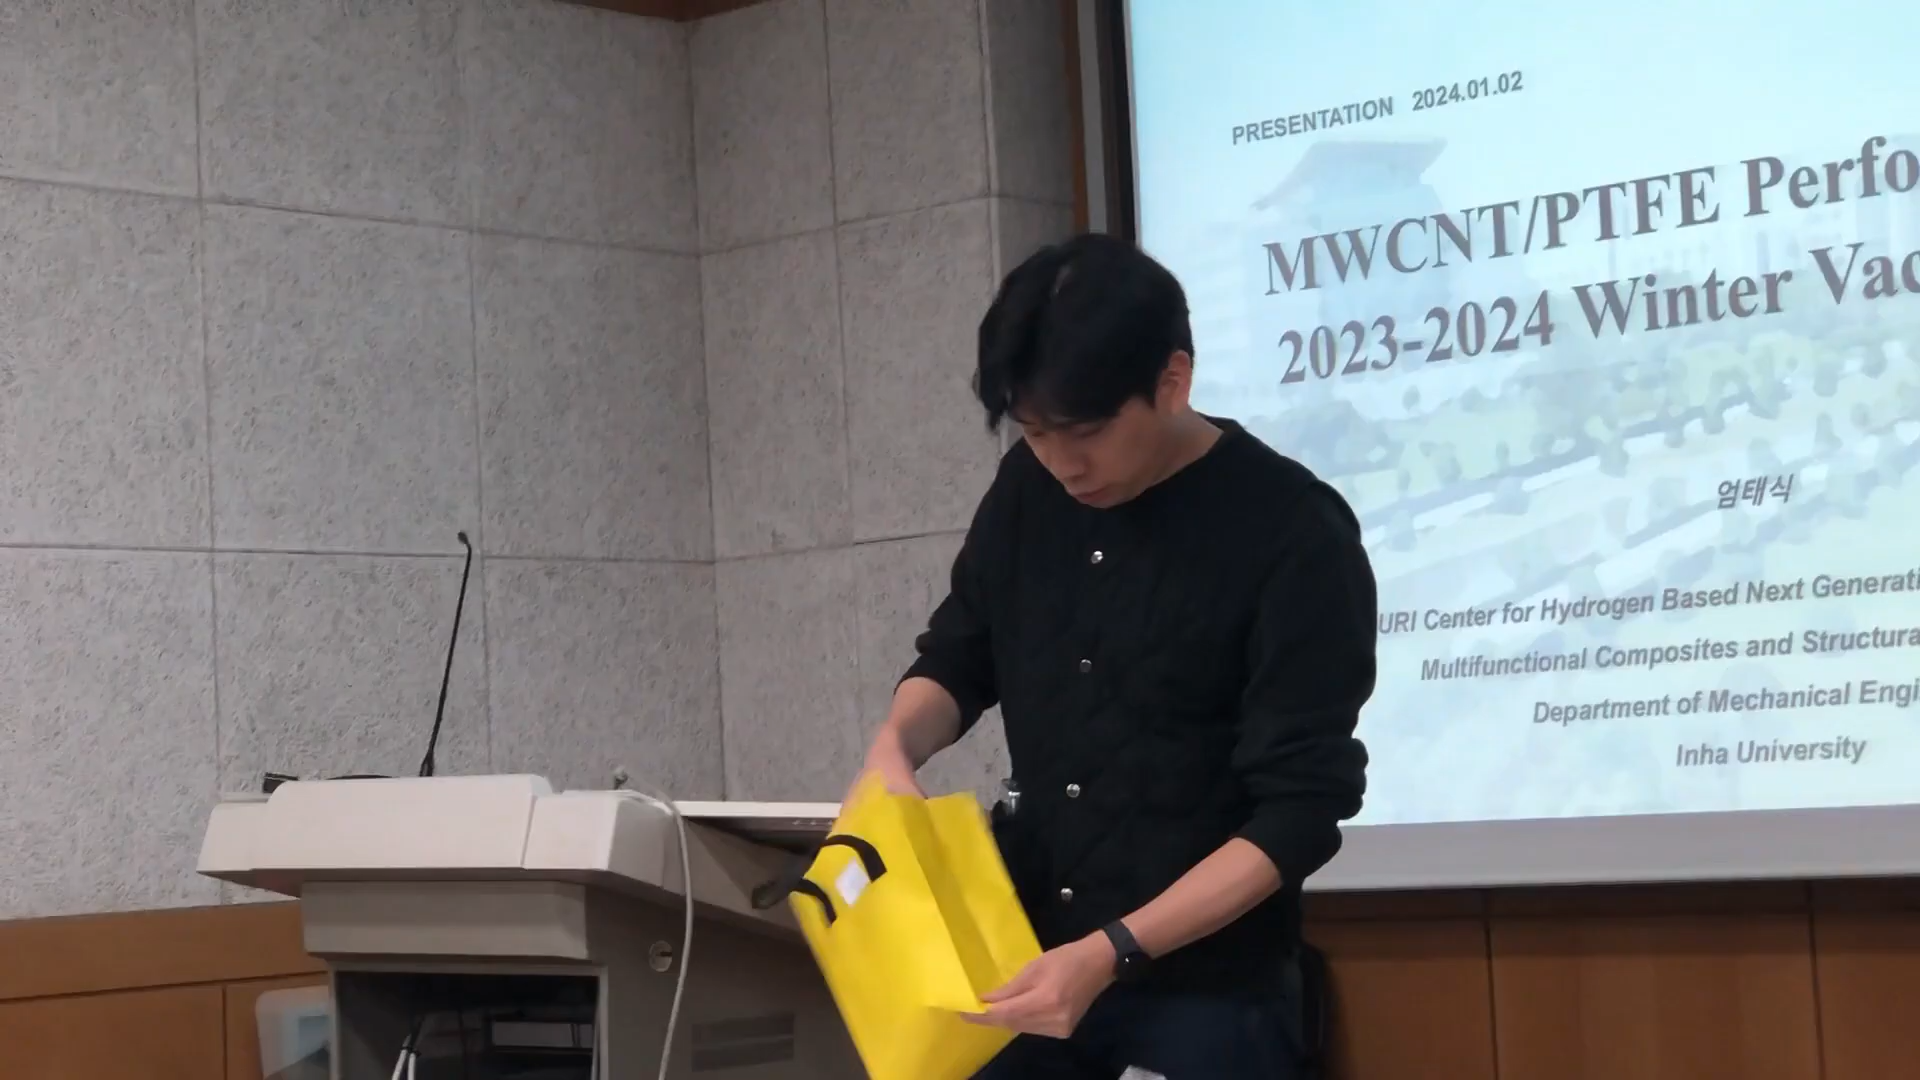 PRESENTATION 2024.01.02
MWCNT/PTFE Perfo
2023-2024 Winter Vac
엄태식
URI Center for Hydrogen Based Next Generati
Multifunctional Composites and Structura
Department of Mechanical Engi
Inha University